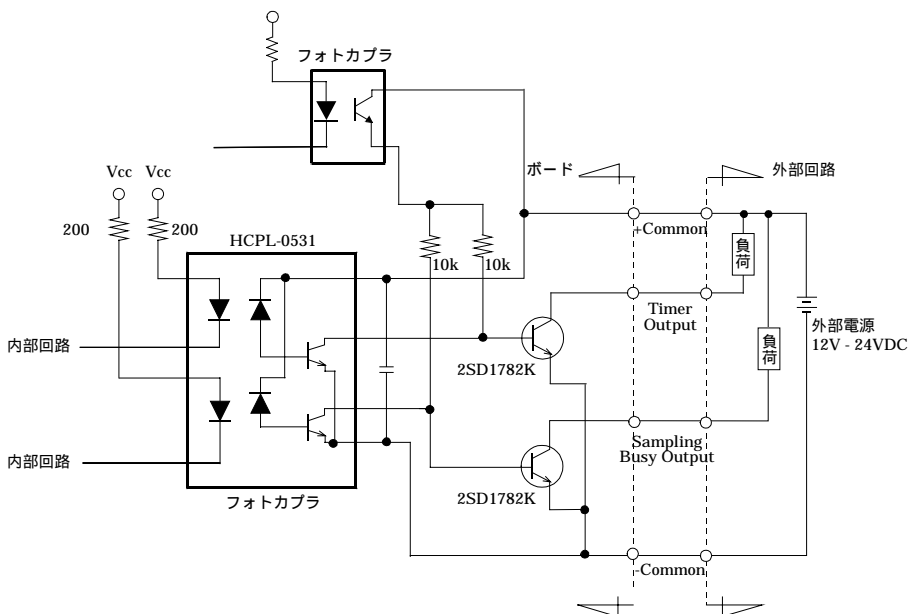 フォトカプラ
Vcc
Vcc
200
200
HCPL-0531
10k
10k
ボード
外部回路
+Common
負荷
Timer
Output
外部電源
12V - 24VDC
負荷
内部回路
2SD1782K
Sampling
Busy Output
内部回路
2SD1782K
フォトカプラ
-Common